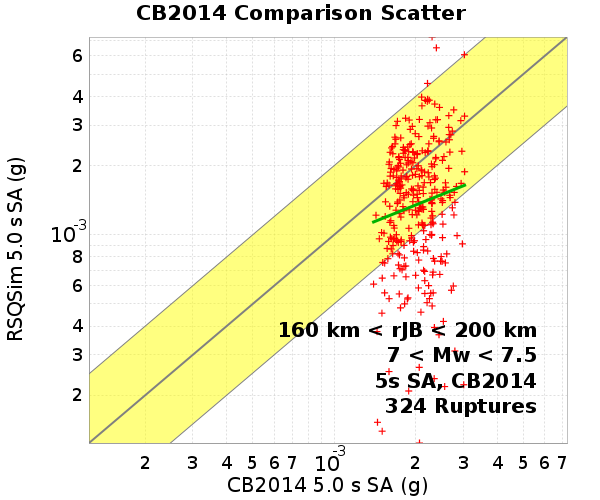 CB2014 Comparison Scatter
RSQSim 5.0 s SA (g)
6
4
3
2
10-3
8
6
4
3
2
160 km < rJB < 200 km
7 < Mw < 7.5
5s SA, CB2014
324 Ruptures
2 3 4 5 6 7 10-3 2 3 4 5 6 7
CB2014 5.0 s SA (g)